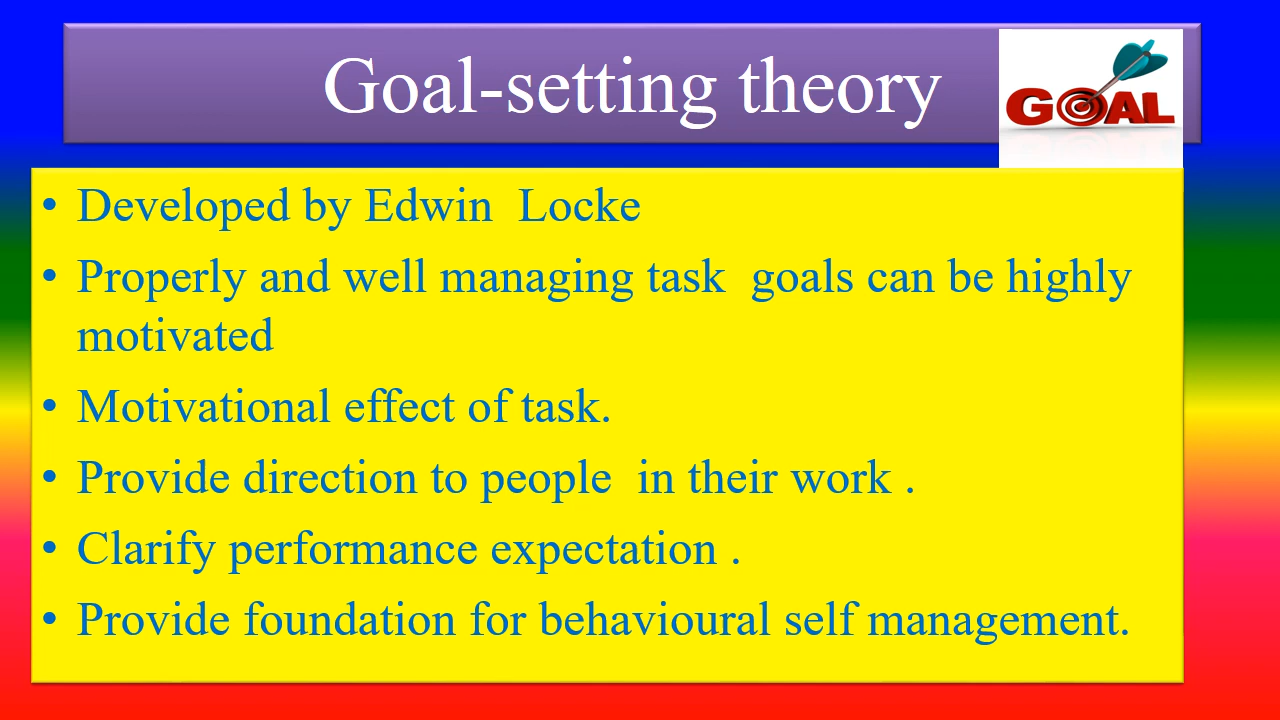 Goal-setting theory
GOAL
• Developed by Edwin  Locke
• Properly and well managing task  goals can be highly
motivated
• Motivational effect of task.
• Provide direction to people  in their work .
• Clarify performance expectation .
• Provide foundation for behavioural self management.